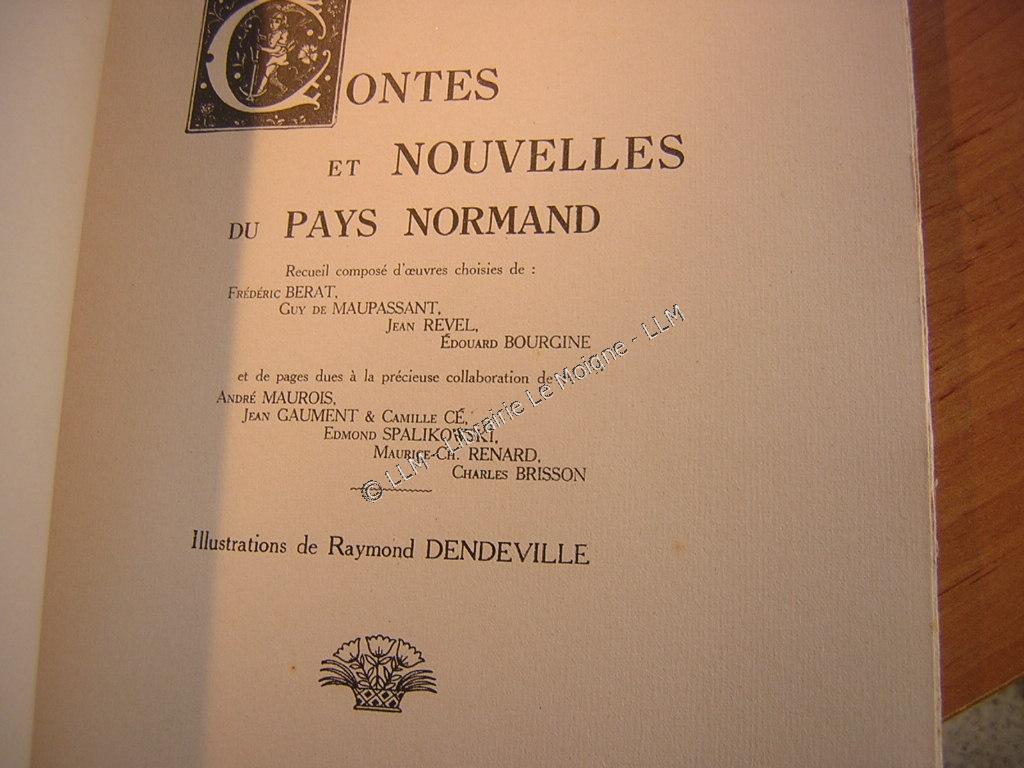 CONTES
ET NOUVELLES
DU PAYS NORMAND
Recueil composé d'œuvres choisies de :
FRÉDÉRIC BERAT,
GUY DE MAUPASSANT,
JEAN REVEL,
ÉDOUARD BOURGINE
et de pages dues à la précieuse collaboration de :
ANDRÉ MAUROIS,
JEAN GAUMENT & CAMILLE CÉ,
EDMOND SPALIKOWSKI,
MAURICE-CH. RENARD,
CHARLES BRISSON
Illustrations de Raymond DENDEVILLE
© LLM - Librairie Le Moigne - LLM